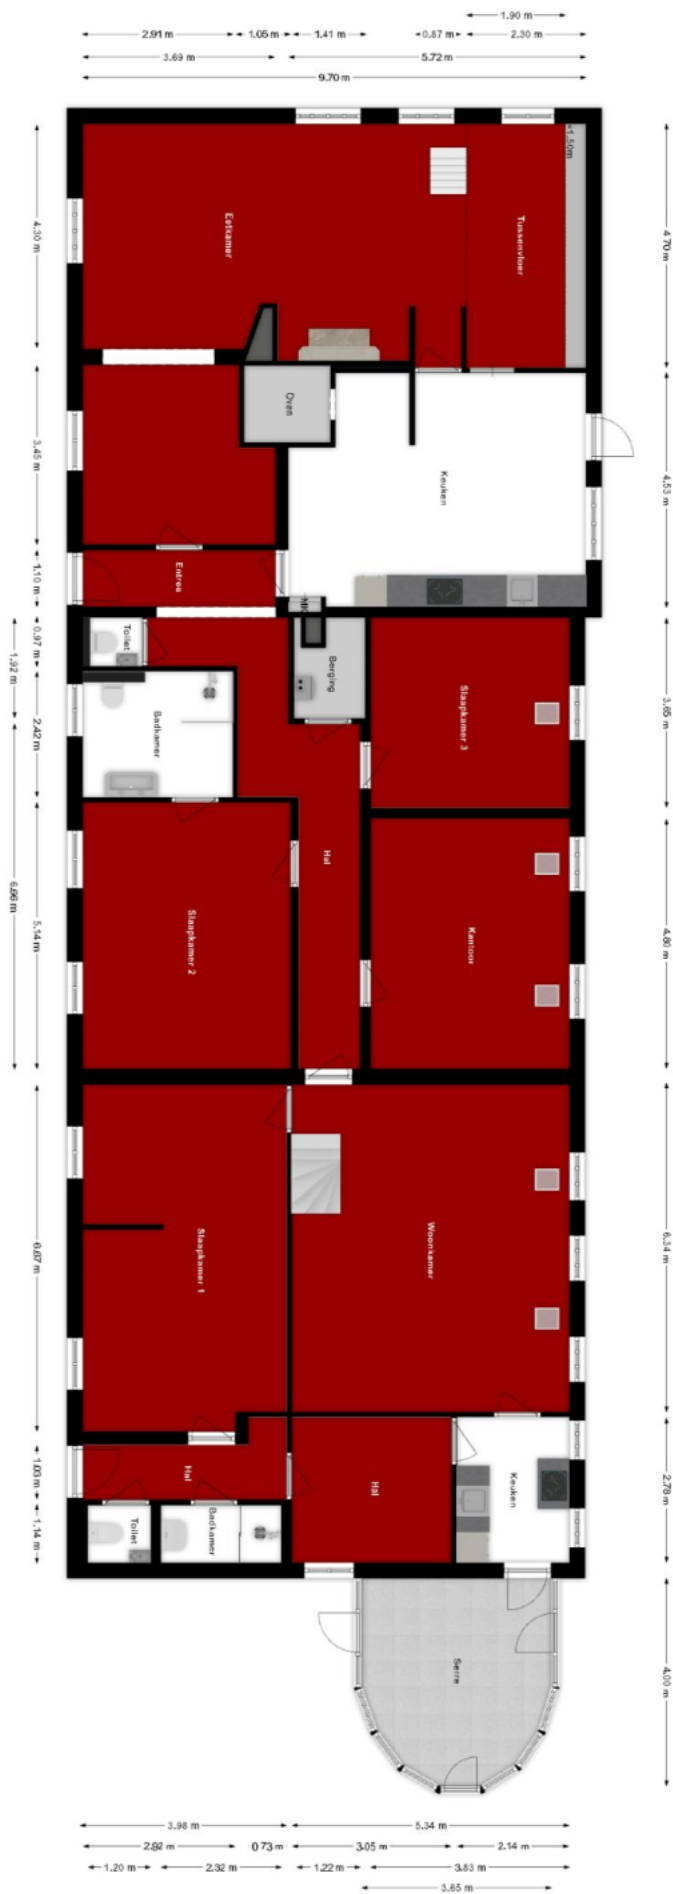 1.90 m
2.91 m
1.05 m
1.41 m
0.87 m
2.30 m
3.69 m
5.72 m
9.70 m
<1.50m
4.30 m
Eetkamer
Tussenvloer
4.70 m
3.45 m
Oven
Keuken
4.53 m
1.10 m
Entree
MK
0.97 m
1.92 m
Toilet
Berging
Slaapkamer 3
3.65 m
2.42 m
Badkamer
Hal
6.86 m
5.14 m
Slaapkamer 2
Kantoor
4.80 m
6.87 m
Slaapkamer 1
Woonkamer
6.34 m
1.03 m
Hal
Hal
Keuken
2.78 m
1.14 m
Toilet
Badkamer
Serre
4.00 m
3.98 m
5.34 m
2.92 m
0.73 m
3.05 m
2.14 m
1.20 m
2.32 m
1.22 m
3.83 m
3.65 m